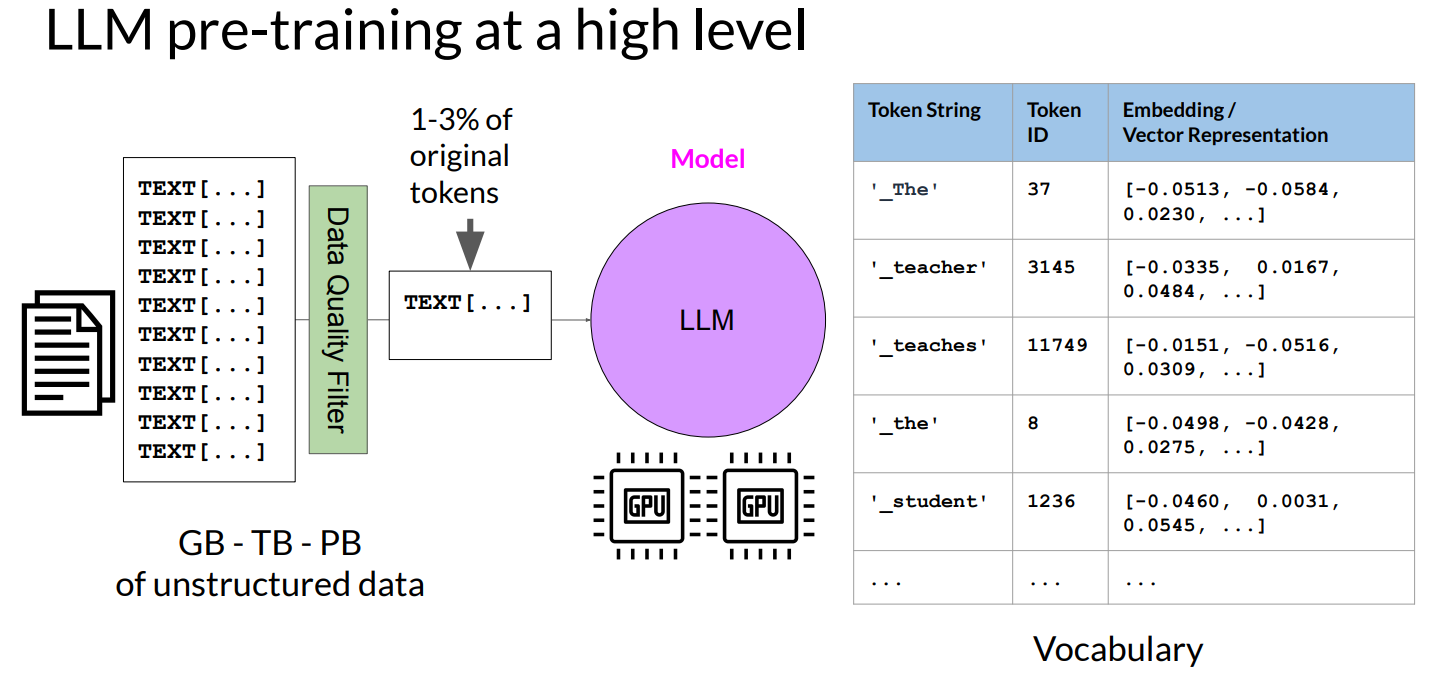 LLM pre-training at a high level
1-3% of
original
tokens
Model
TEXT[...]
TEXT[...]
TEXT[...]
TEXT[...]
TEXT[...]
TEXT[...]
TEXT[...]
TEXT[...]
TEXT[...]
TEXT[...]
Data Quality Filter
TEXT[...]
LLM
GPU
GPU
GB - TB - PB
of unstructured data
Token String Token ID Embedding / Vector Representation
'_The' 37 [-0.0513, -0.0584, 0.0230, ...]
'_teacher' 3145 [-0.0335, 0.0167, 0.0484, ...]
'_teaches' 11749 [-0.0151, -0.0516, 0.0309, ...]
'_the' 8 [-0.0498, -0.0428, 0.0275, ...]
'_student' 1236 [-0.0460, 0.0031, 0.0545, ...]
... ... ...
Vocabulary